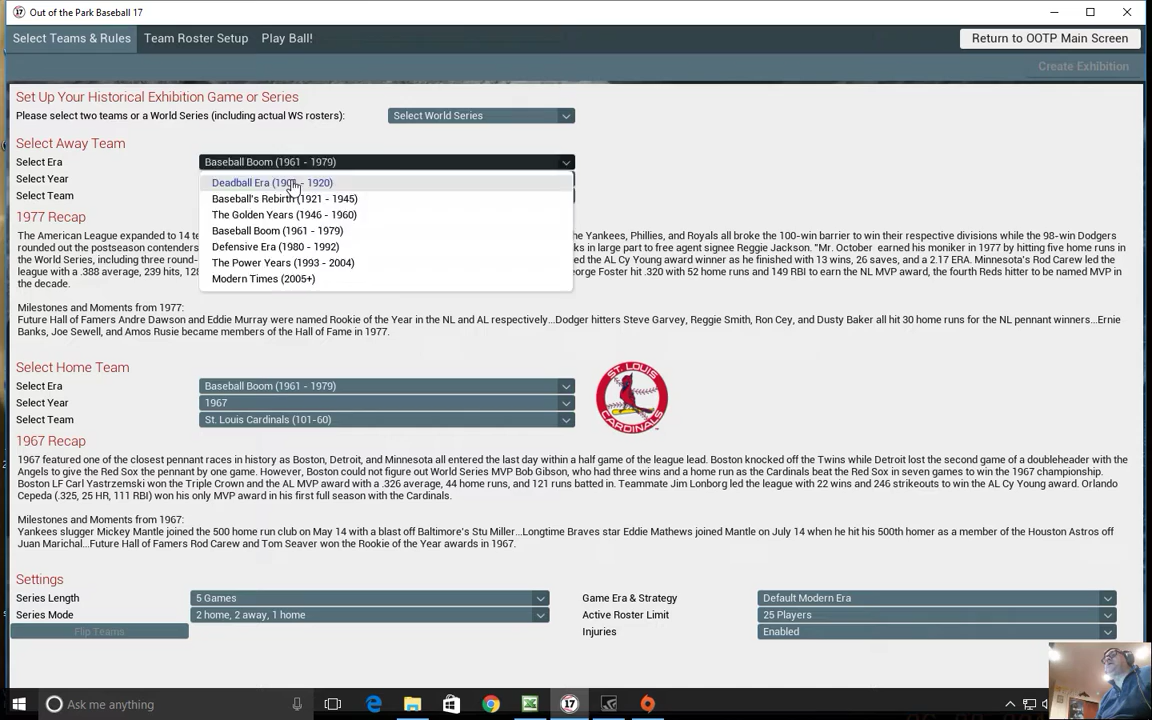 17 Out of the Park Baseball 17
Select Teams & Rules Team Roster Setup Play Ball! Return to OOTP Main Screen
Create Exhibition
Set Up Your Historical Exhibition Game or Series
Please select two teams or a World Series (including actual WS rosters): Select World Series
Select Away Team
Select Era Baseball Boom (1961 - 1979)
Select Year Deadball Era (190 - 1920)
Select Team Baseball's Rebirth (1921 - 1945)
1977 Recap The Golden Years (1946 - 1960)
Baseball Boom (1961 - 1979)
Defensive Era (1980 - 1992)
The Power Years (1993 - 2004)
Modern Times (2005+)
The American League expanded to 14 te the Yankees, Phillies, and Royals all broke the 100-win barrier to win their respective divisions while the 98-win Dodgers
rounded out the postseason contenders ks in large part to free agent signee Reggie Jackson. "Mr. October earned his moniker in 1977 by hitting five home runs in
the World Series, including three round- ed the AL Cy Young award winner as he finished with 13 wins, 26 saves, and a 2.17 ERA. Minnesota's Rod Carew led the
league with a .388 average, 239 hits, 128 eorge Foster hit .320 with 52 home runs and 149 RBI to earn the NL MVP award, the fourth Reds hitter to be named MVP in
the decade.
Milestones and Moments from 1977:
Future Hall of Famers Andre Dawson and Eddie Murray were named Rookie of the Year in the NL and AL respectively...Dodger hitters Steve Garvey, Reggie Smith, Ron Cey, and Dusty Baker all hit 30 home runs for the NL pennant winners...Ernie
Banks, Joe Sewell, and Amos Rusie became members of the Hall of Fame in 1977.
Select Home Team
Select Era Baseball Boom (1961 - 1979)
Select Year 1967
Select Team St. Louis Cardinals (101-60)
ST. LOUIS
CARDINALS
1967 Recap
1967 featured one of the closest pennant races in history as Boston, Detroit, and Minnesota all entered the last day within a half game of the league lead. Boston knocked off the Twins while Detroit lost the second game of a doubleheader with the
Angels to give the Red Sox the pennant by one game. However, Boston could not figure out World Series MVP Bob Gibson, who had three wins and a home run as the Cardinals beat the Red Sox in seven games to win the 1967 championship.
Boston LF Carl Yastrzemski won the Triple Crown and the AL MVP award with a .326 average, 44 home runs, and 121 runs batted in. Teammate Jim Lonborg led the league with 22 wins and 246 strikeouts to win the AL Cy Young award. Orlando
Cepeda (.325, 25 HR, 111 RBI) won his only MVP award in his first full season with the Cardinals.
Milestones and Moments from 1967:
Yankees slugger Mickey Mantle joined the 500 home run club on May 14 with a blast off Baltimore's Stu Miller...Longtime Braves star Eddie Mathews joined Mantle on July 14 when he hit his 500th homer as a member of the Houston Astros off
Juan Marichal...Future Hall of Famers Rod Carew and Tom Seaver won the Rookie of the Year awards in 1967.
Settings
Series Length 5 Games Game Era & Strategy Default Modern Era
Series Mode 2 home, 2 away, 1 home Active Roster Limit 25 Players
Flip Teams Injuries Enabled
Ask me anything 17